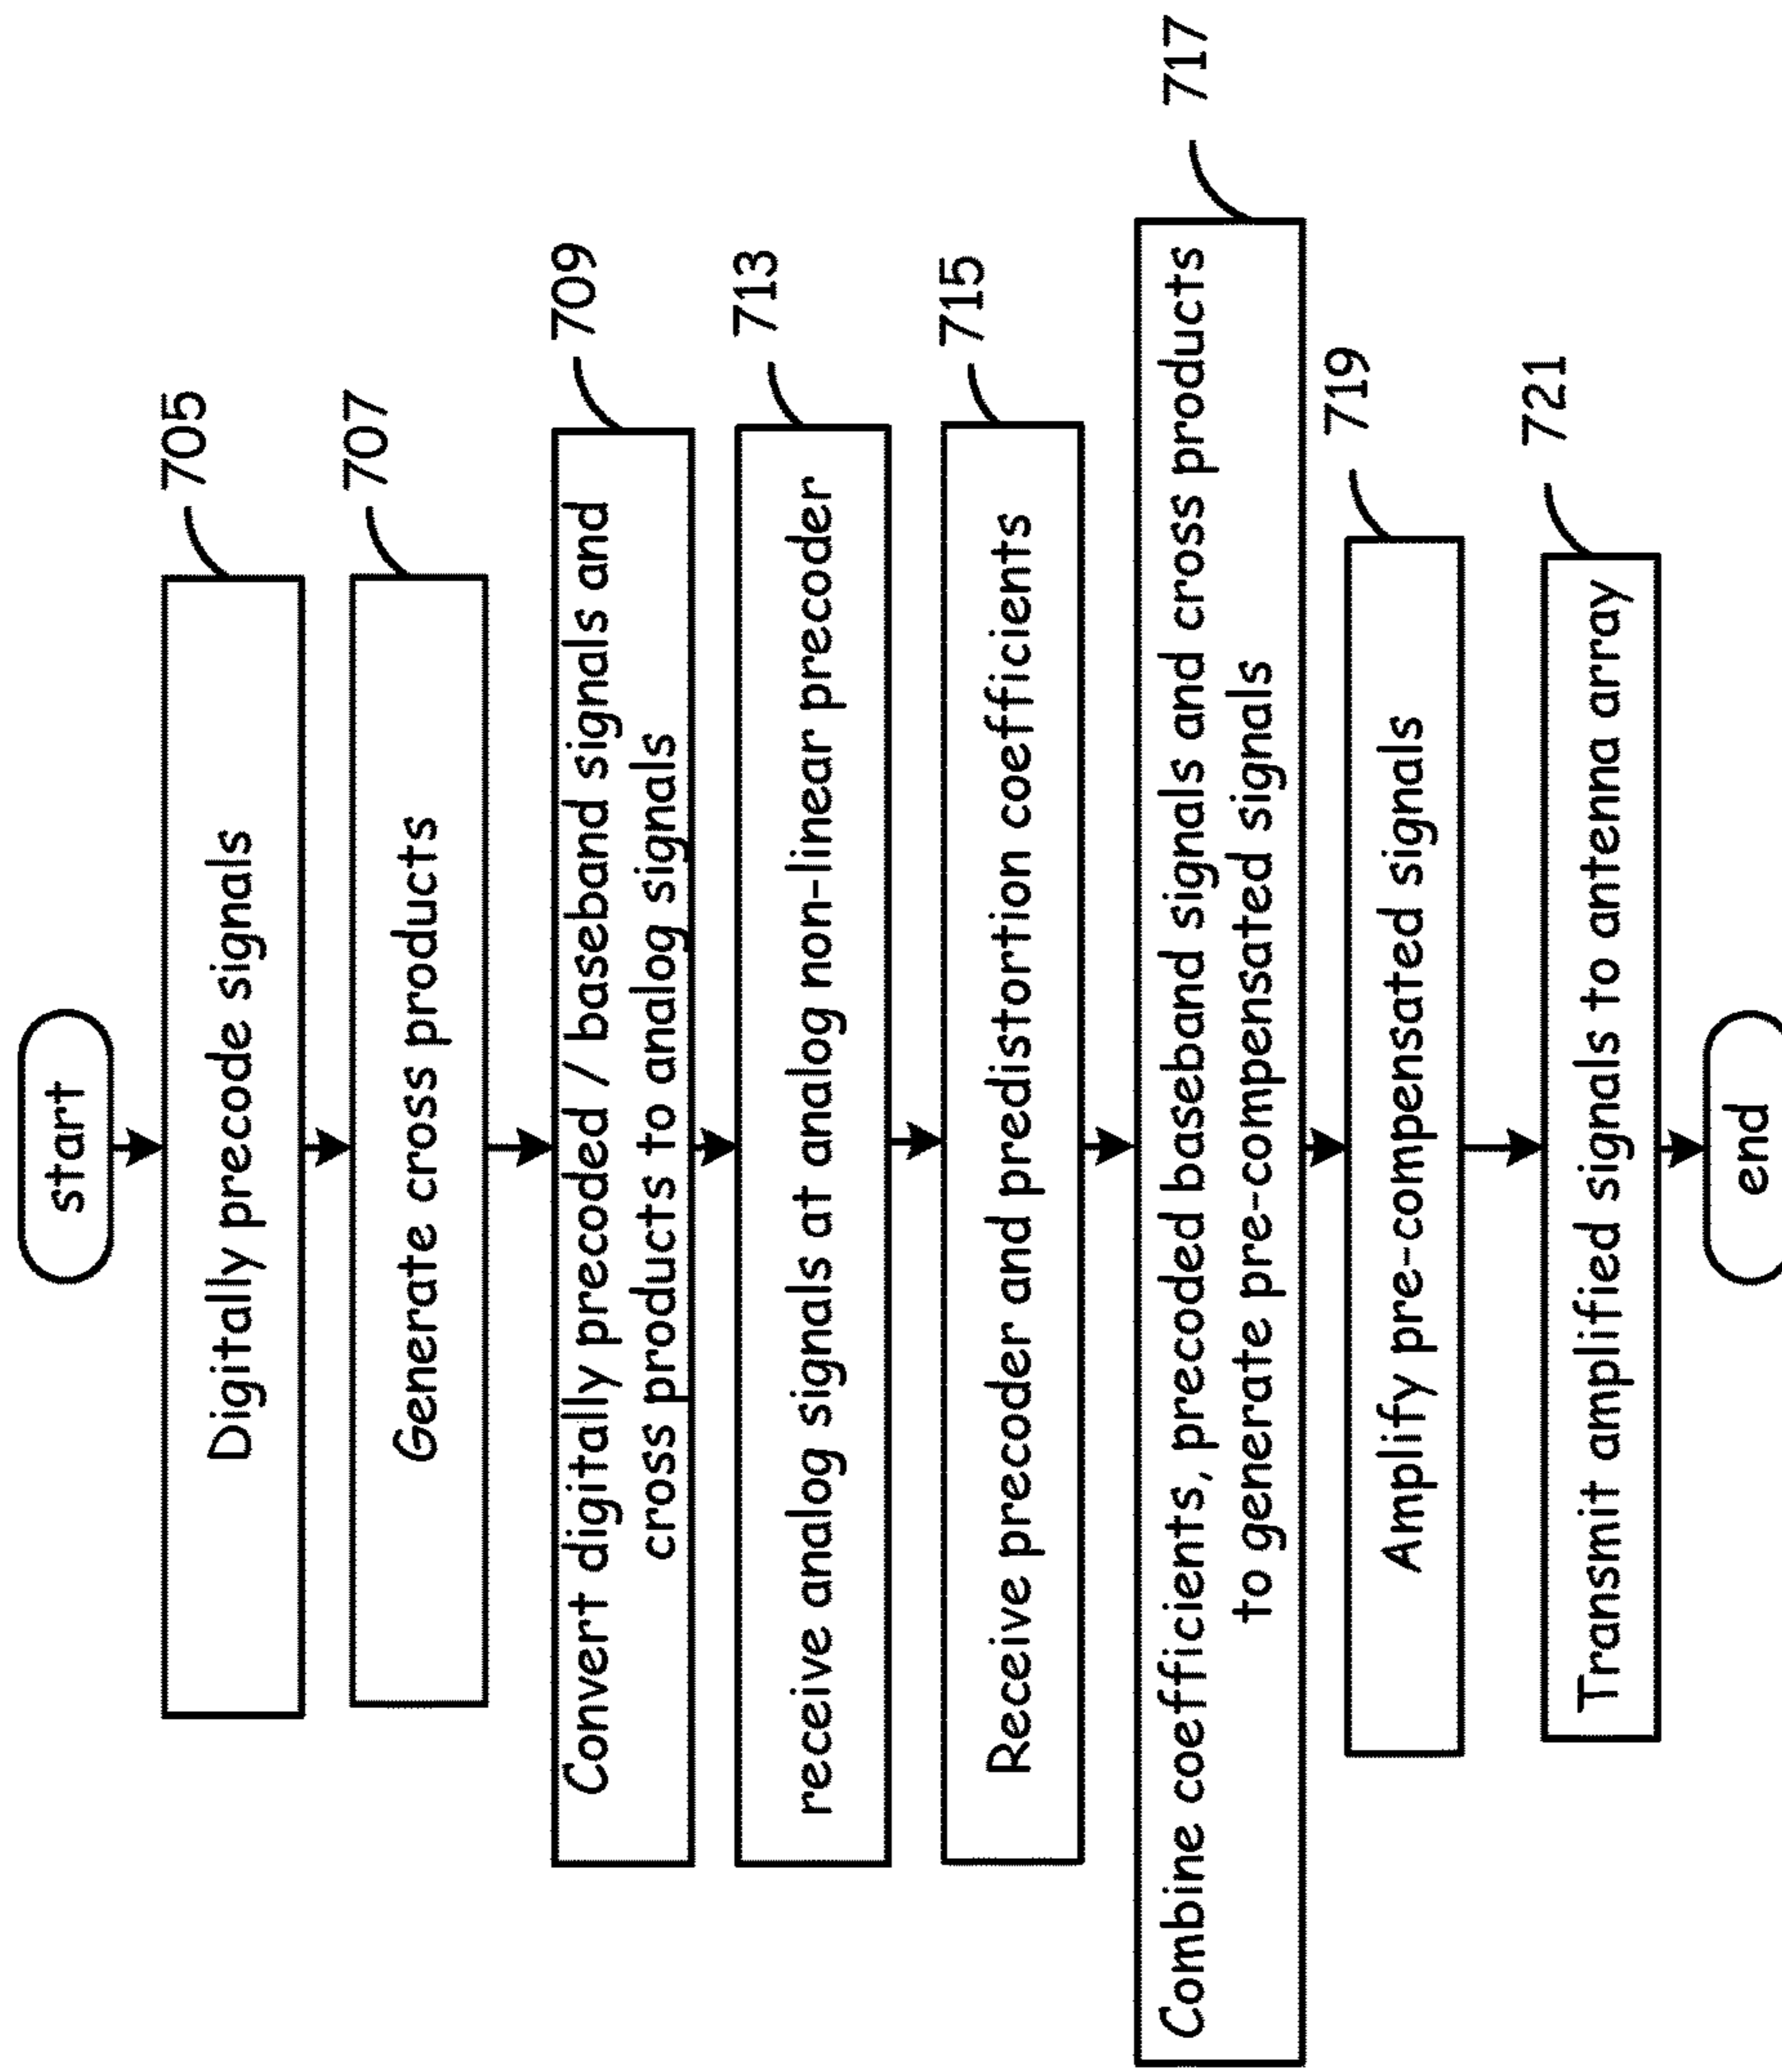 start
Digitally precode signals
705
Generate cross products
707
Convert digitally precoded / baseband signals and
cross products to analog signals
709
receive analog signals at analog non-linear precoder
713
Receive precoder and predistortion coefficients
715
Combine coefficients, precoded baseband signals and cross products
to generate pre-compensated signals
717
Amplify pre-compensated signals
719
Transmit amplified signals to antenna array
721
end